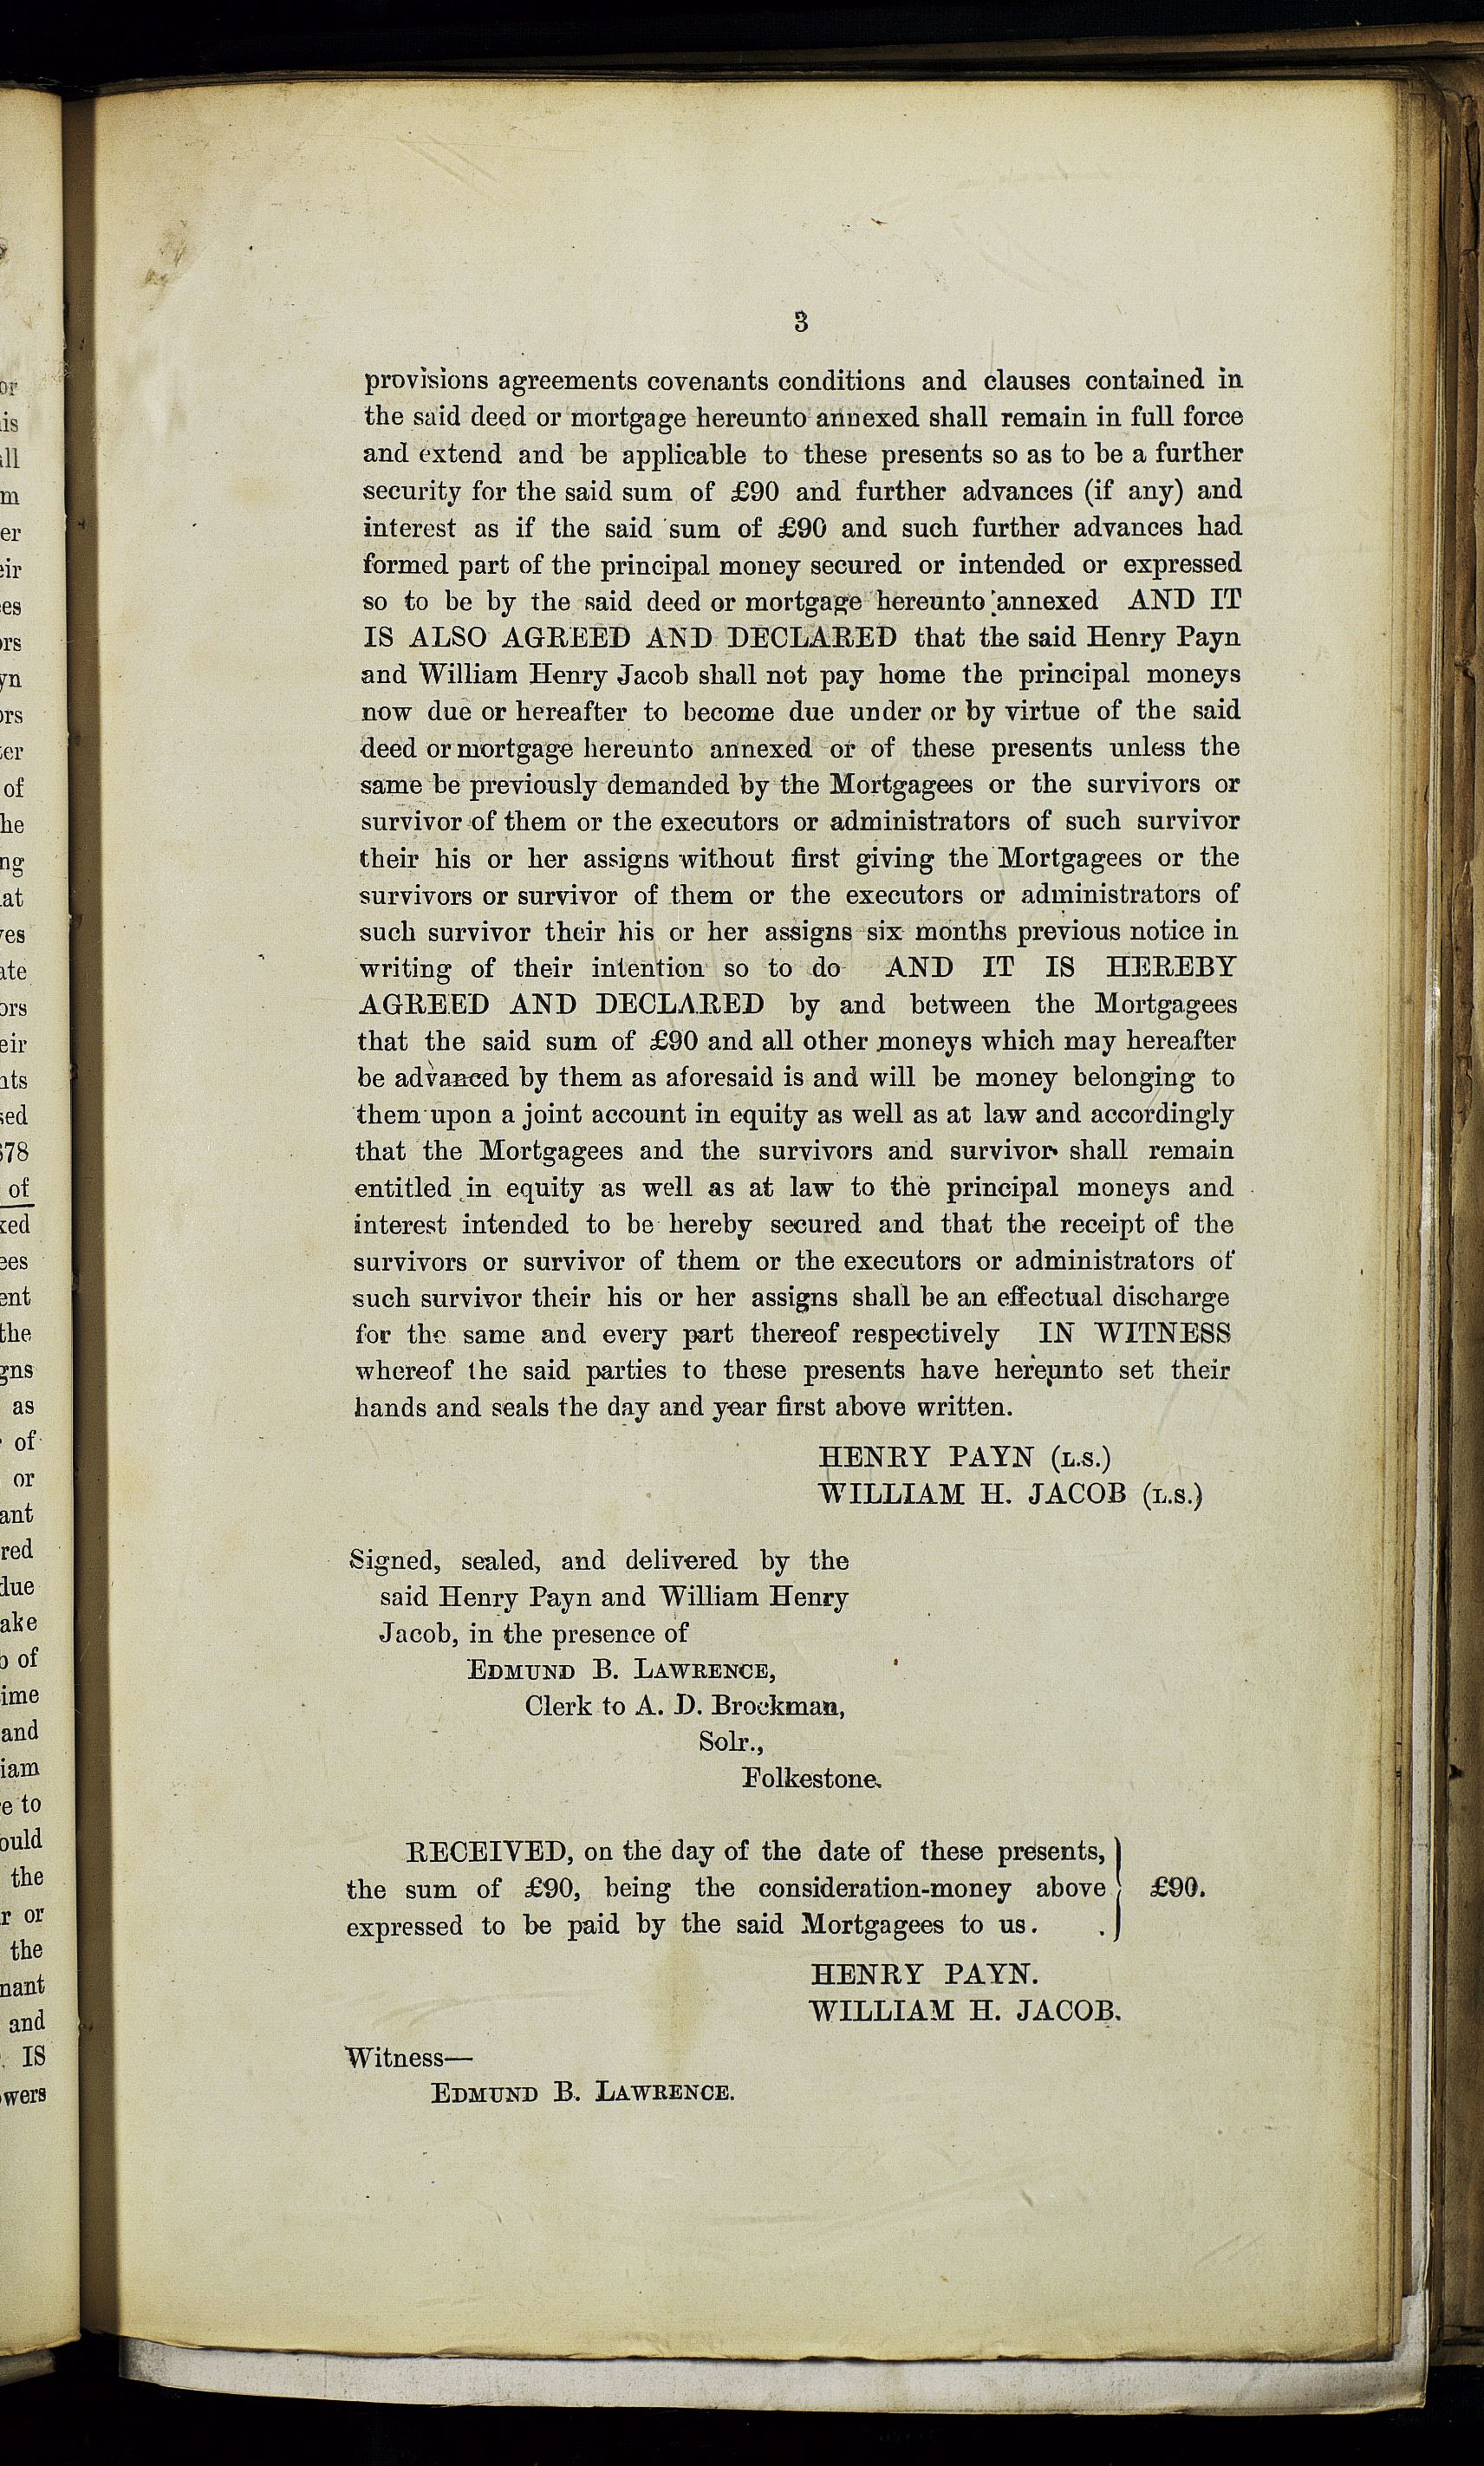 3
provisions agreements covenants conditions and clauses contained in
the said deed or mortgage hereunto annexed shall remain in full force
and extend and be applicable to these presents so as to be a further
security for the said sum of £90 and further advances (if any) and
interest as if the said sum of £90 and such further advances had
formed part of the principal money secured or intended or expressed
so to be by the said deed or mortgage hereunto annexed AND IT
IS ALSO AGREED AND DECLARED that the said Henry Payn
and William Henry Jacob shall not pay home the principal moneys
now due or hereafter to become due under or by virtue of the said
deed or mortgage hereunto annexed or of these presents unless the
same be previously demanded by the Mortgagees or the survivors or
survivor of them or the executors or administrators of such survivor
their his or her assigns without first giving the Mortgagees or the
survivors or survivor of them or the executors or administrators of
such survivor their his or her assigns six months previous notice in
writing of their intention so to do AND IT IS HEREBY
AGREED AND DECLARED by and between the Mortgagees
that the said sum of £90 and all other moneys which may hereafter
be advanced by them as aforesaid is and will be money belonging to
them upon a joint account in equity as well as at law and accordingly
that the Mortgagees and the survivors and survivor shall remain
entitled in equity as well as at law to the principal moneys and
interest intended to be hereby secured and that the receipt of the
survivors or survivor of them or the executors or administrators of
such survivor their his or her assigns shall be an effectual discharge
for the same and every part thereof respectively IN WITNESS
whereof the said parties to these presents have hereunto set their
hands and seals the day and year first above written.
HENRY PAYN (L.S.)
WILLIAM H. JACOB (L.S.)
Signed, sealed, and delivered by the
said Henry Payn and William Henry
Jacob, in the presence of
EDMUND B. LAWRENCE,
Clerk to A. D. Brockman,
Solr.,
Folkestone.
RECEIVED, on the day of the date of these presents,
the sum of £90, being the consideration-money above £90.
expressed to be paid by the said Mortgagees to us. .
HENRY PAYN.
WILLIAM H. JACOB.
Witness—
EDMUND B. LAWRENCE.